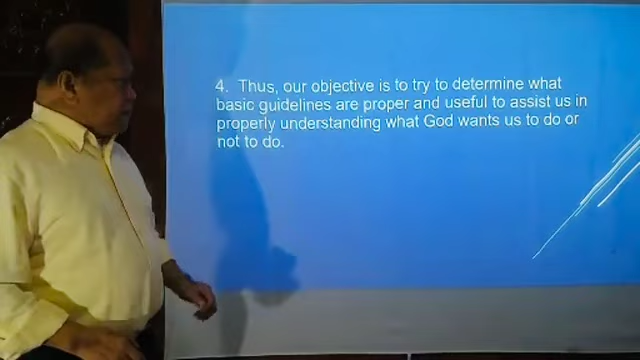 4. Thus, our objective is to try to determine what
basic guidelines are proper and useful to assist us in
properly understanding what God wants us to do or
not to do.